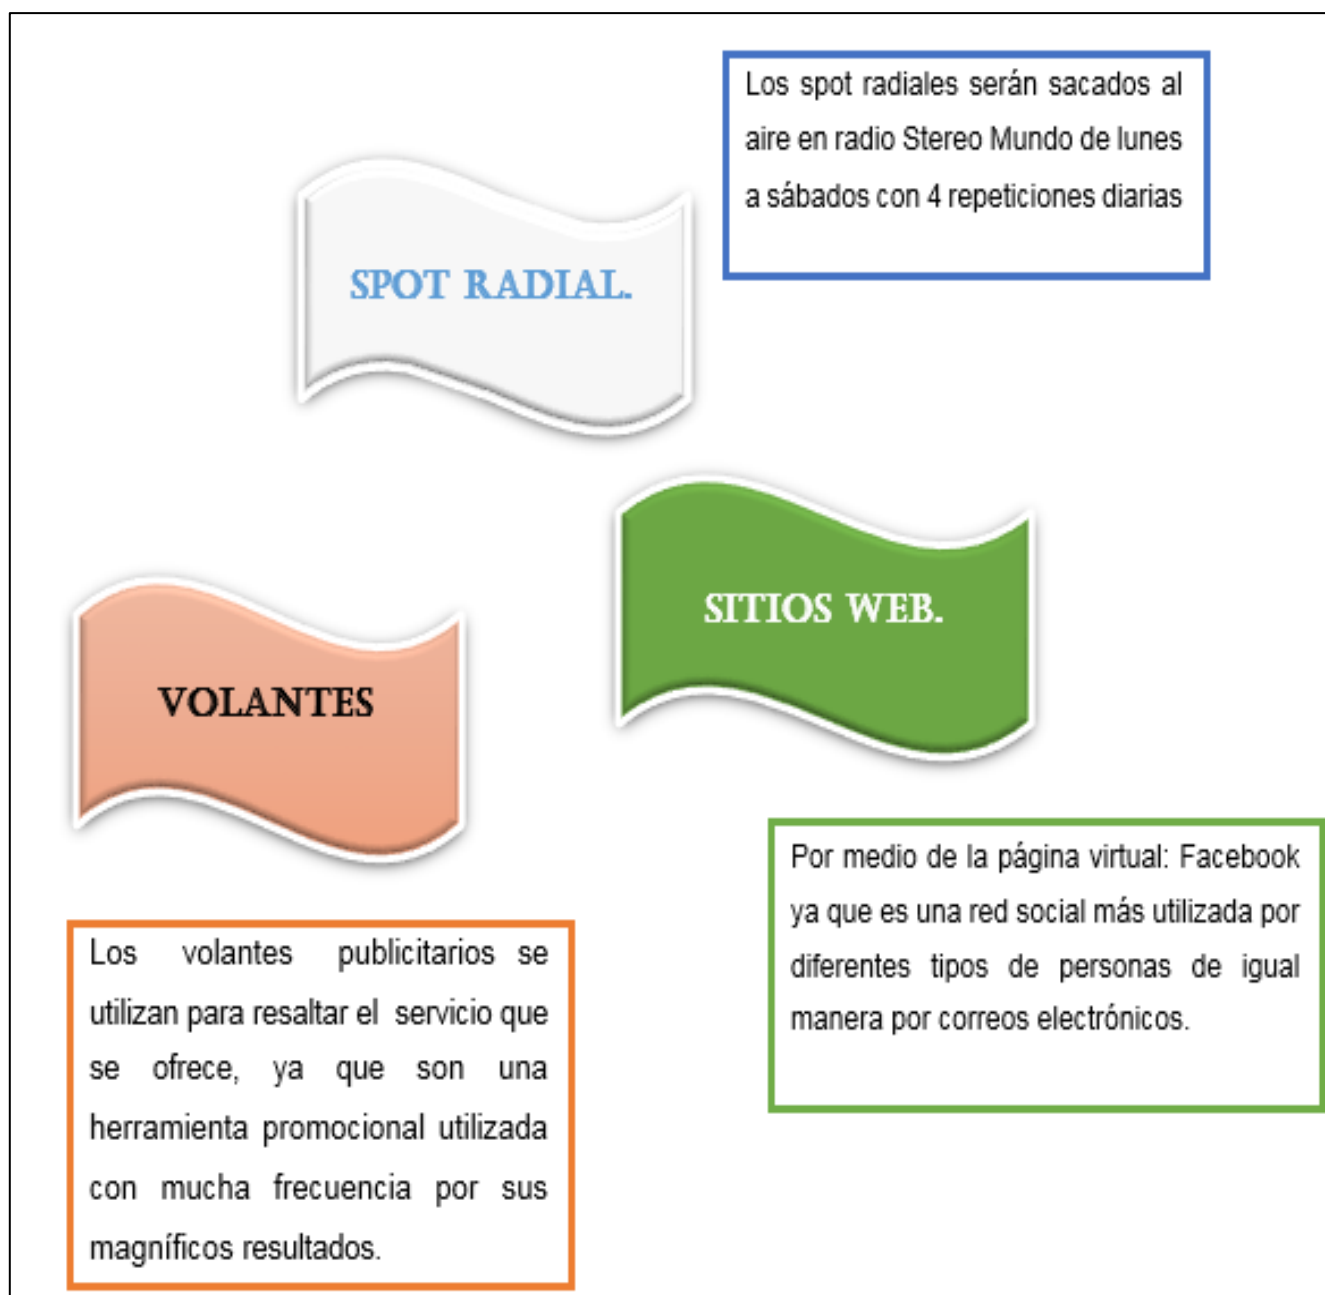 Los spot radiales serán sacados al
aire en radio Stereo Mundo de lunes
a sábados con 4 repeticiones diarias
SPOT RADIAL.
SITIOS WEB.
VOLANTES
Por medio de la página virtual: Facebook
ya que es una red social más utilizada por
diferentes tipos de personas de igual
manera por correos electrónicos.
Los volantes publicitarios se
utilizan para resaltar el servicio que
se ofrece, ya que son una
herramienta promocional utilizada
con mucha frecuencia por sus
magníficos resultados.